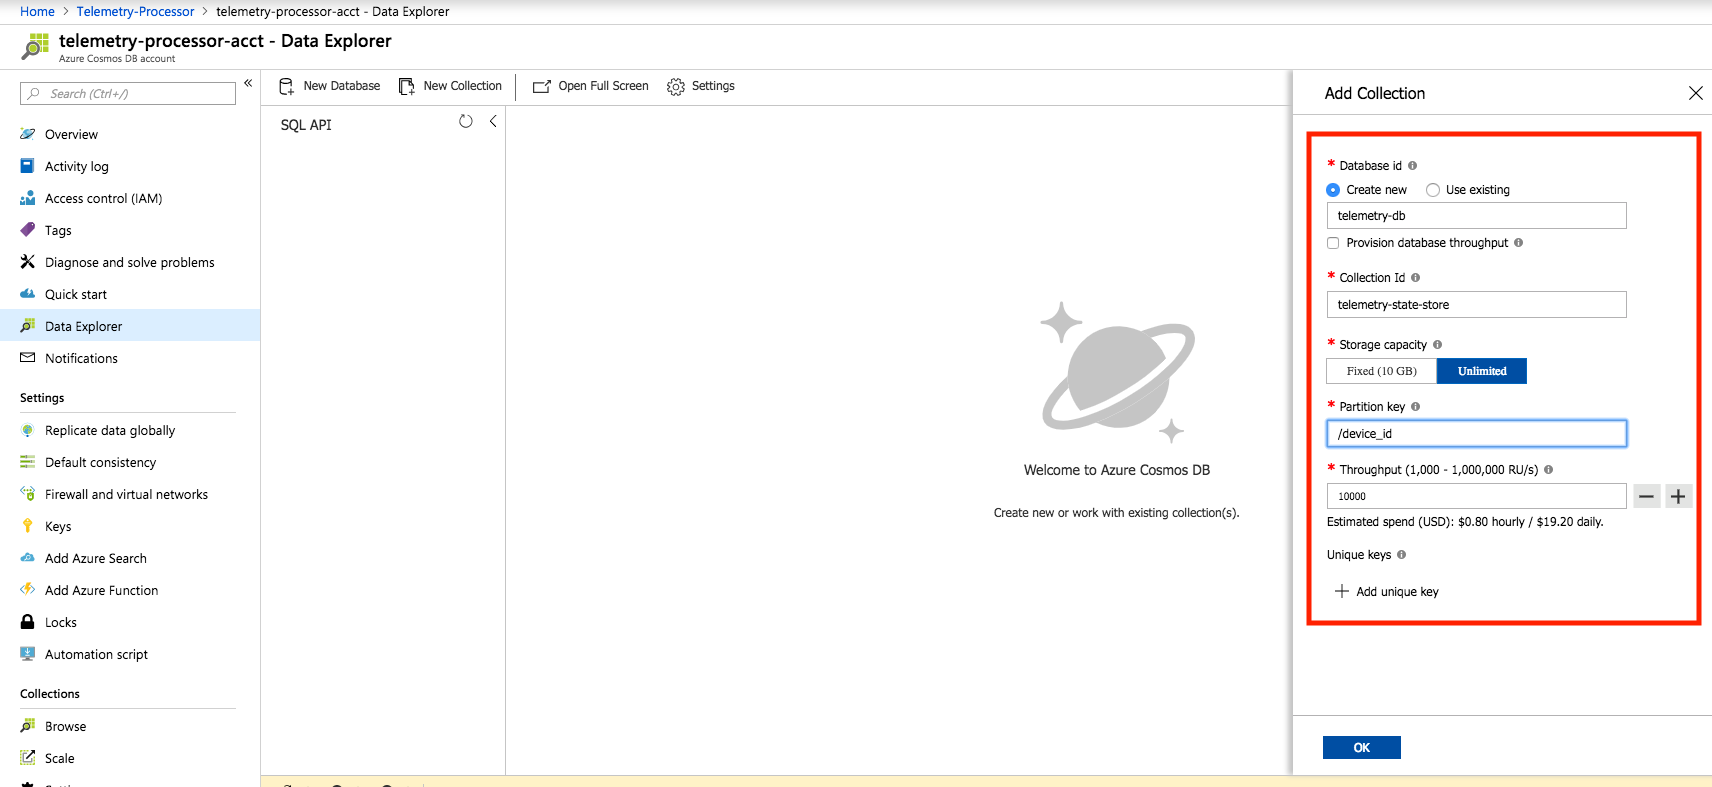 Home > Telemetry-Processor > telemetry-processor-acct - Data Explorer
telemetry-processor-acct - Data Explorer
Azure Cosmos DB account
Search (Ctrl+/)
Overview
Activity log
Access control (IAM)
Tags
Diagnose and solve problems
Quick start
Data Explorer
Notifications
Settings
Replicate data globally
Default consistency
Firewall and virtual networks
Keys
Add Azure Search
Add Azure Function
Locks
Automation script
Collections
Browse
Scale
New Database
New Collection
Open Full Screen
Settings
SQL API
Welcome to Azure Cosmos DB
Create new or work with existing collection(s).
Add Collection
* Database id
Create new
Use existing
telemetry-db
Provision database throughput
* Collection Id
telemetry-state-store
* Storage capacity
Fixed (10 GB)
Unlimited
* Partition key
/device_id
* Throughput (1,000 - 1,000,000 RU/s)
10000
Estimated spend (USD): $0.80 hourly / $19.20 daily.
Unique keys
Add unique key
OK